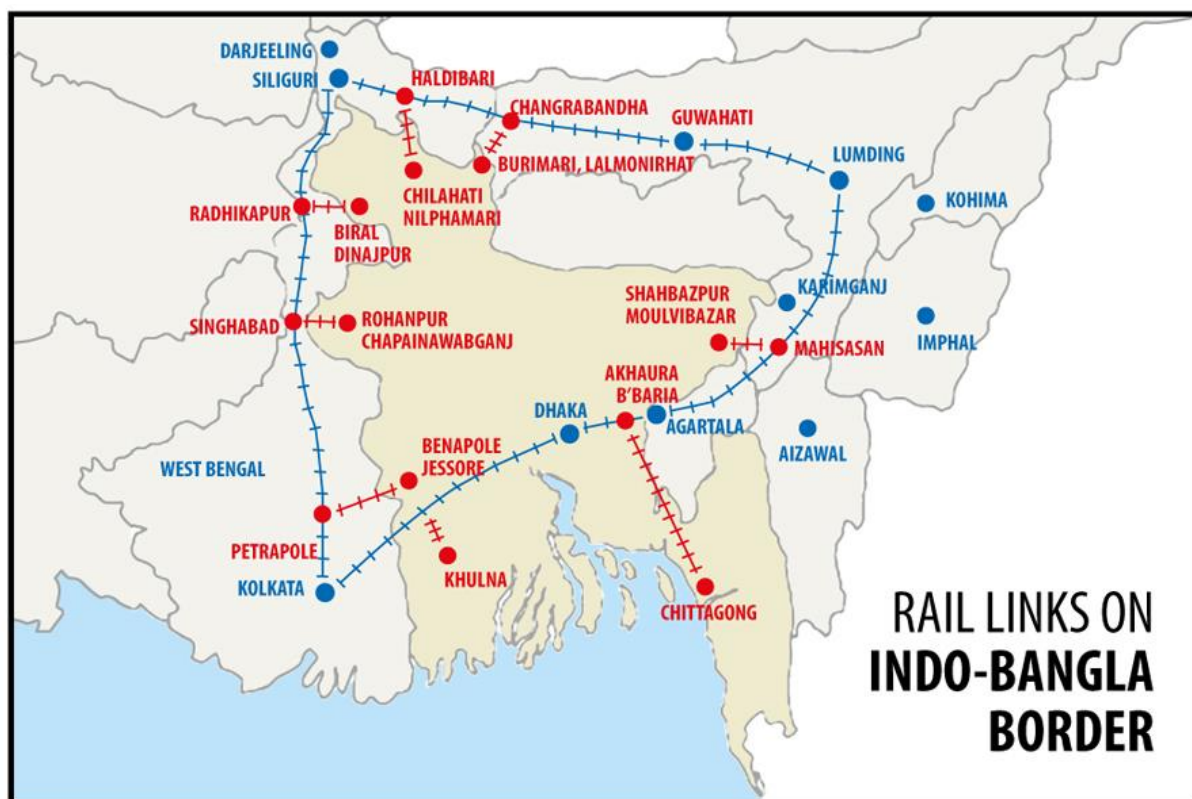 DARJEELING
SILIGURI
HALDIBARI
CHANGRABANDHA
GUWAHATI
BURIMARI, LALMONIRHAT
LUMDING
KOHIMA
CHILAHATI
NILPHAMARI
RADHIKAPUR
BIRAL
DINAJPUR
SHAHBAZPUR
MOULVIBAZAR
KARIMGANJ
SINGHABAD
ROHANPUR
CHAPAINAWABGANJ
MAHISASAN
IMPHAL
AKHAURA
B'BARIA
DHAKA
AGARTALA
AIZAWAL
WEST BENGAL
BENAPOLE
JESSORE
PETRAPOLE
KOLKATA
KHULNA
CHITTAGONG
RAIL LINKS ON
INDO-BANGLA
BORDER